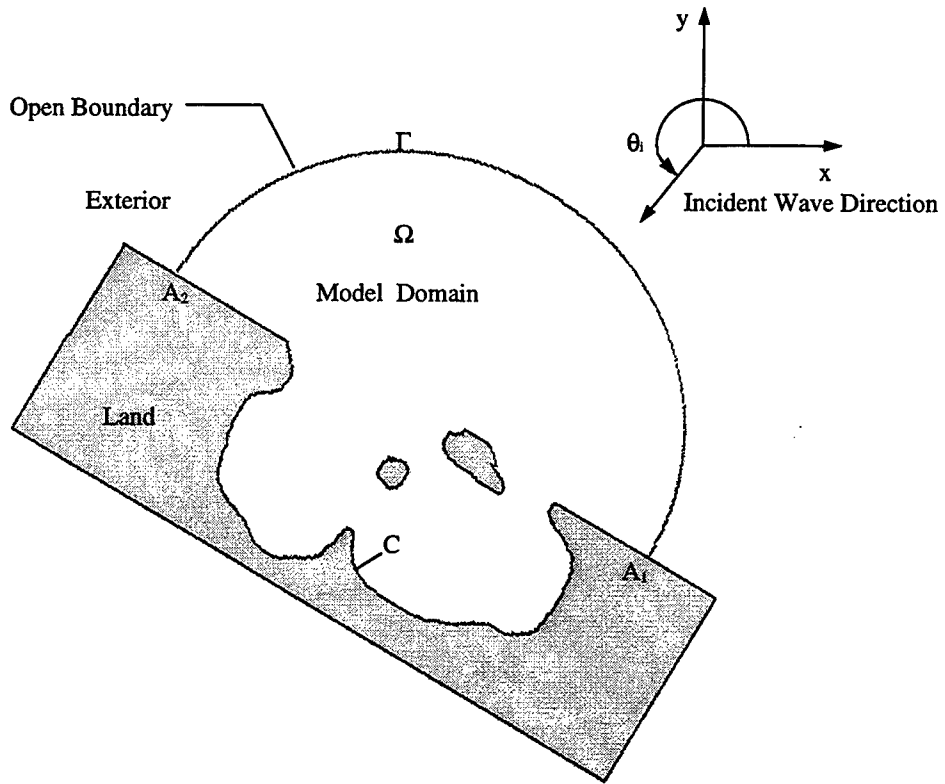 y
Open Boundary
Γ
θi
x
Exterior
Incident Wave Direction
Ω
A2
Model Domain
Land
C
A1